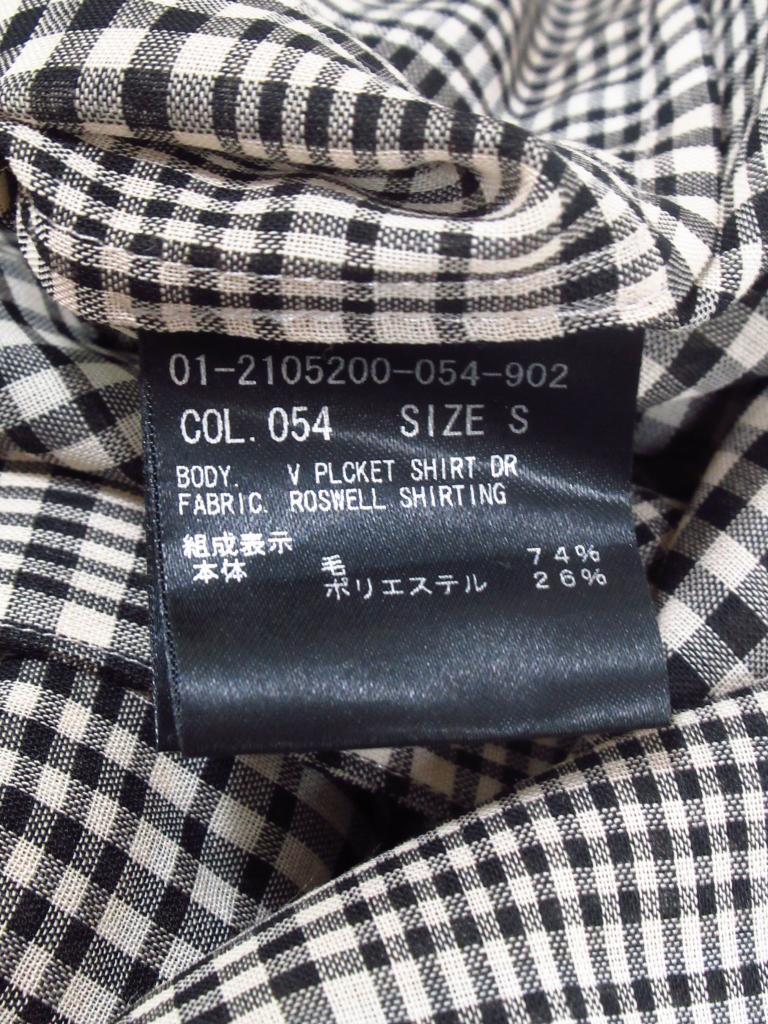 01-2105200-054-902
COL. 054 SIZE S
BODY. V PLCKET SHIRT DR
FABRIC. ROSWELL SHIRTING
組成表示
本体 毛 74%
ポリエステル 26%